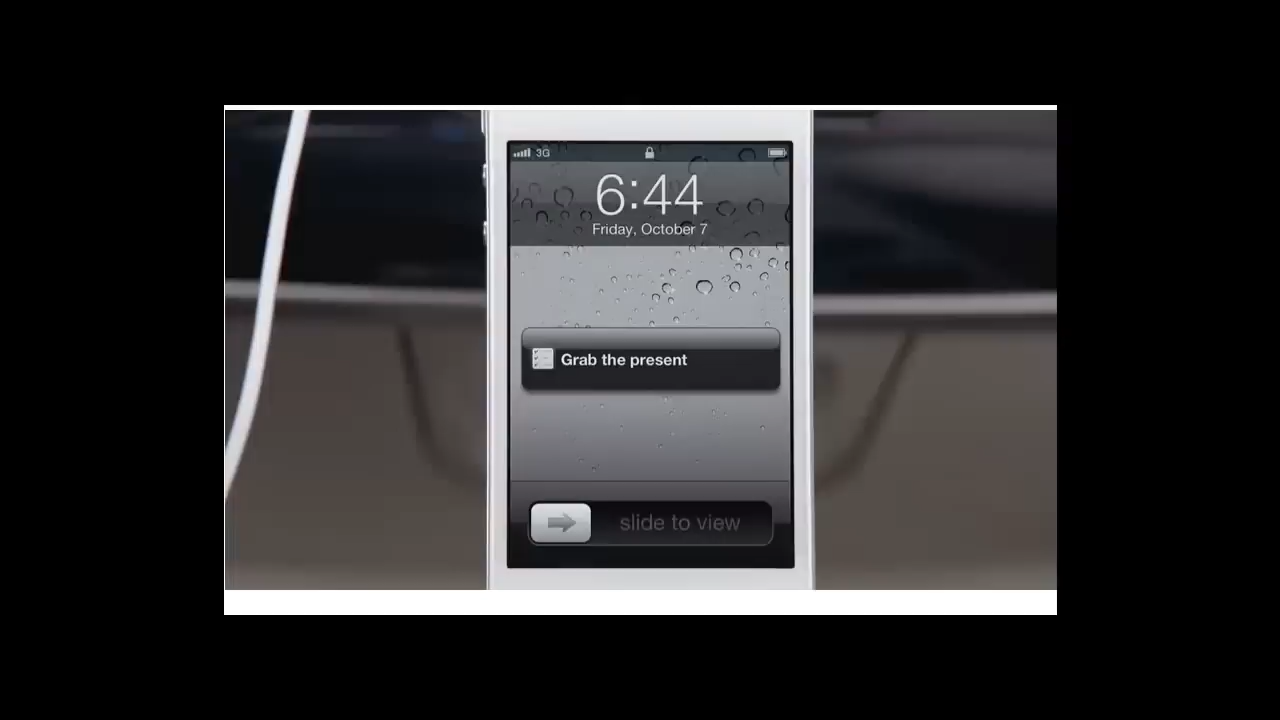 3G
6:44
Friday, October 7
Grab the present
slide to view